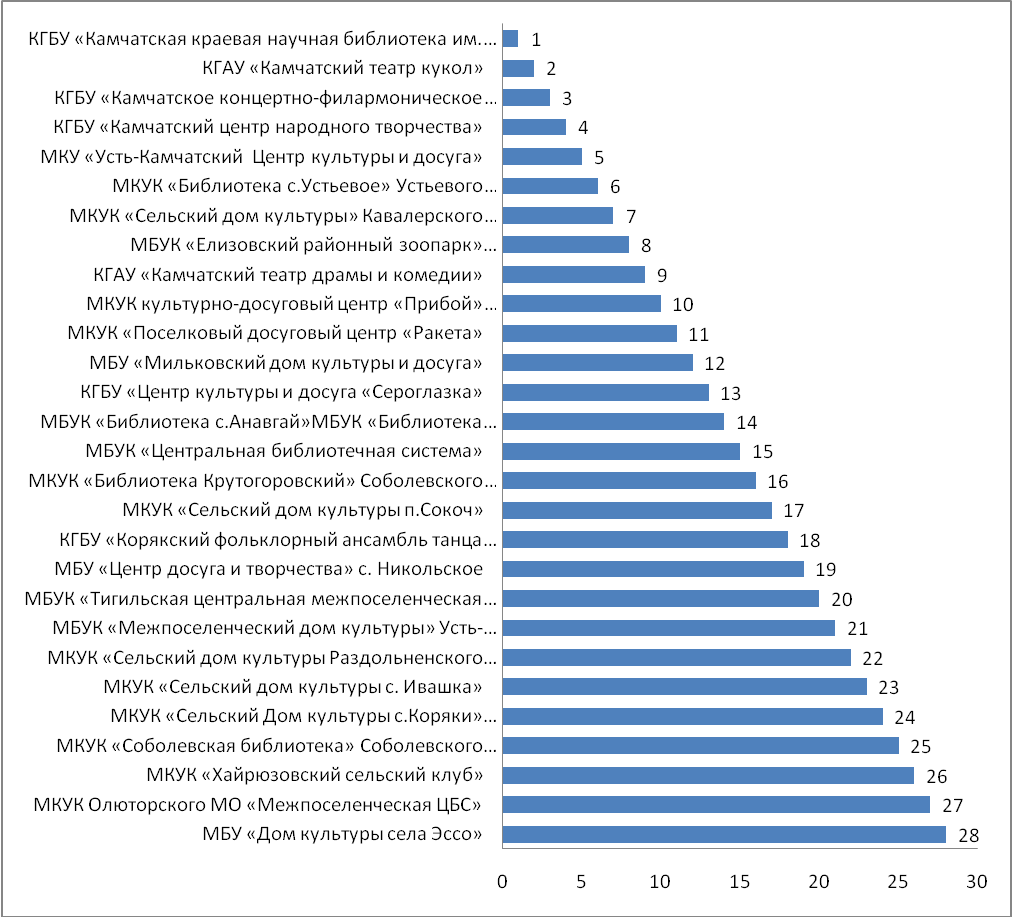 КГБУ «Камчатская краевая научная библиотека им.... 1
КГАУ «Камчатский театр кукол» 2
КГБУ «Камчатское концертно-филармоническое... 3
КГБУ «Камчатский центр народного творчества» 4
МКУ «Усть-Камчатский Центр культуры и досуга» 5
МКУК «Библиотека с.Устьевое» Устьевого... 6
МКУК «Сельский дом культуры» Кавалерского... 7
МБУК «Елизовский районный зоопарк»... 8
КГАУ «Камчатский театр драмы и комедии» 9
МКУК культурно-досуговый центр «Прибой»... 10
МКУК «Поселковый досуговый центр «Ракета» 11
МБУ «Мильковский дом культуры и досуга» 12
КГБУ «Центр культуры и досуга «Сероглазка» 13
МБУК «Библиотека с.Анавгай»МБУК «Библиотека... 14
МБУК «Центральная библиотечная система» 15
МКУК «Библиотека Крутогоровский» Соболевского... 16
МКУК «Сельский дом культуры п.Сокоч» 17
КГБУ «Корякский фольклорный ансамбль танца... 18
МБУ «Центр досуга и творчества» с. Никольское 19
МБУК «Тигильская центральная межпоселенческая... 20
МБУК «Межпоселенческий дом культуры» Усть-... 21
МКУК «Сельский дом культуры Раздольненского... 22
МКУК «Сельский дом культуры с. Ивашка» 23
МКУК «Сельский Дом культуры с.Коряки»... 24
МКУК «Соболевская библиотека» Соболевского... 25
МКУК «Хайрюзовский сельский клуб» 26
МКУК Олюторского МО «Межпоселенческая ЦБС» 27
МБУ «Дом культуры села Эссо» 28
0 5 10 15 20 25 30